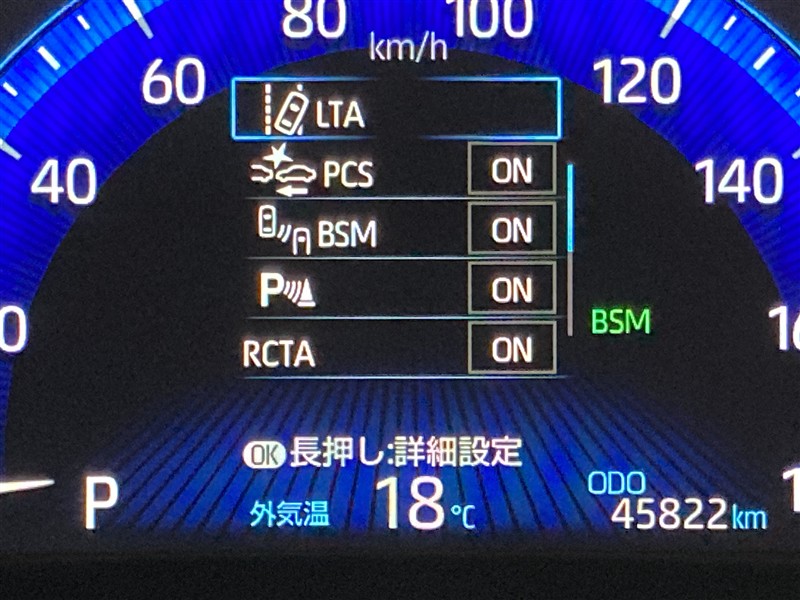 80
100
km/h
60
120
LTA
40
PCS ON
140
BSM ON
P ON
BSM
RCTA ON
OK 長押し:詳細設定
P
外気温 18℃
ODO
45822km